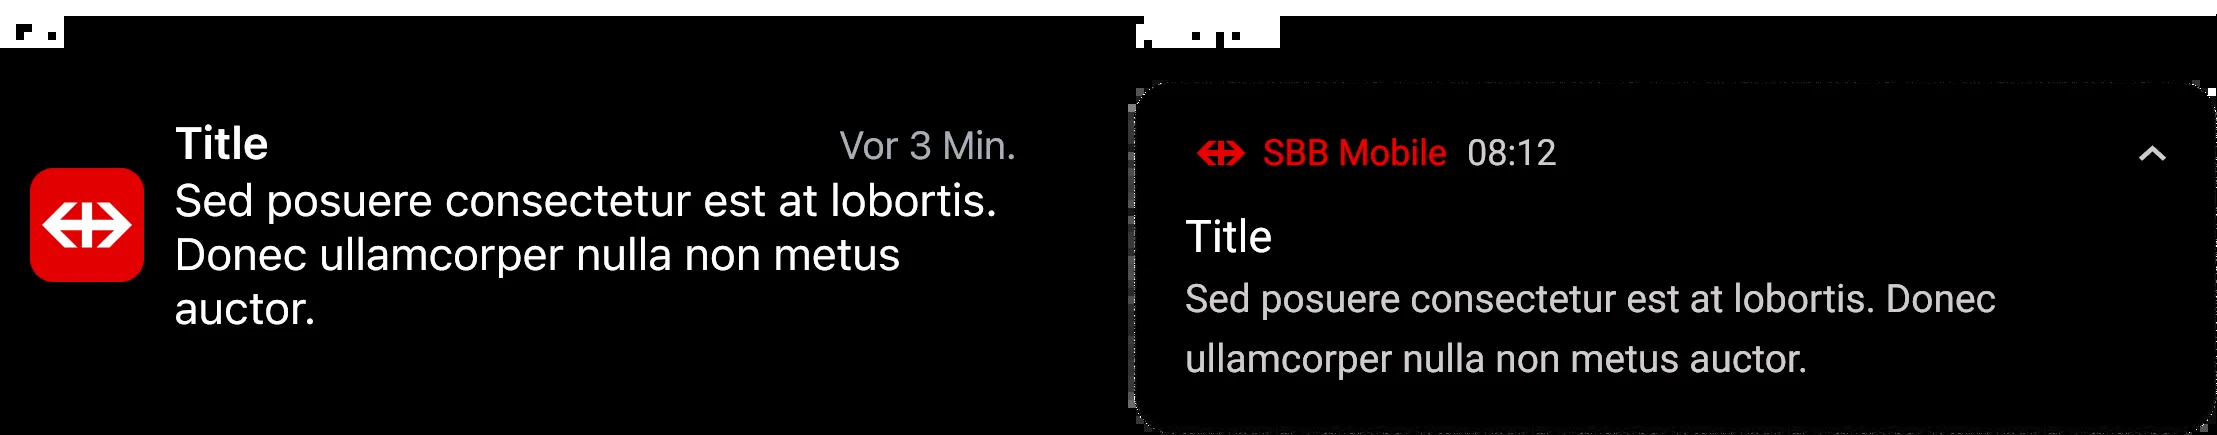 Title
Vor 3 Min.
Sed posuere consectetur est at lobortis.
Donec ullamcorper nulla non metus
auctor.
SBB Mobile 08:12
Title
Sed posuere consectetur est at lobortis. Donec
ullamcorper nulla non metus auctor.